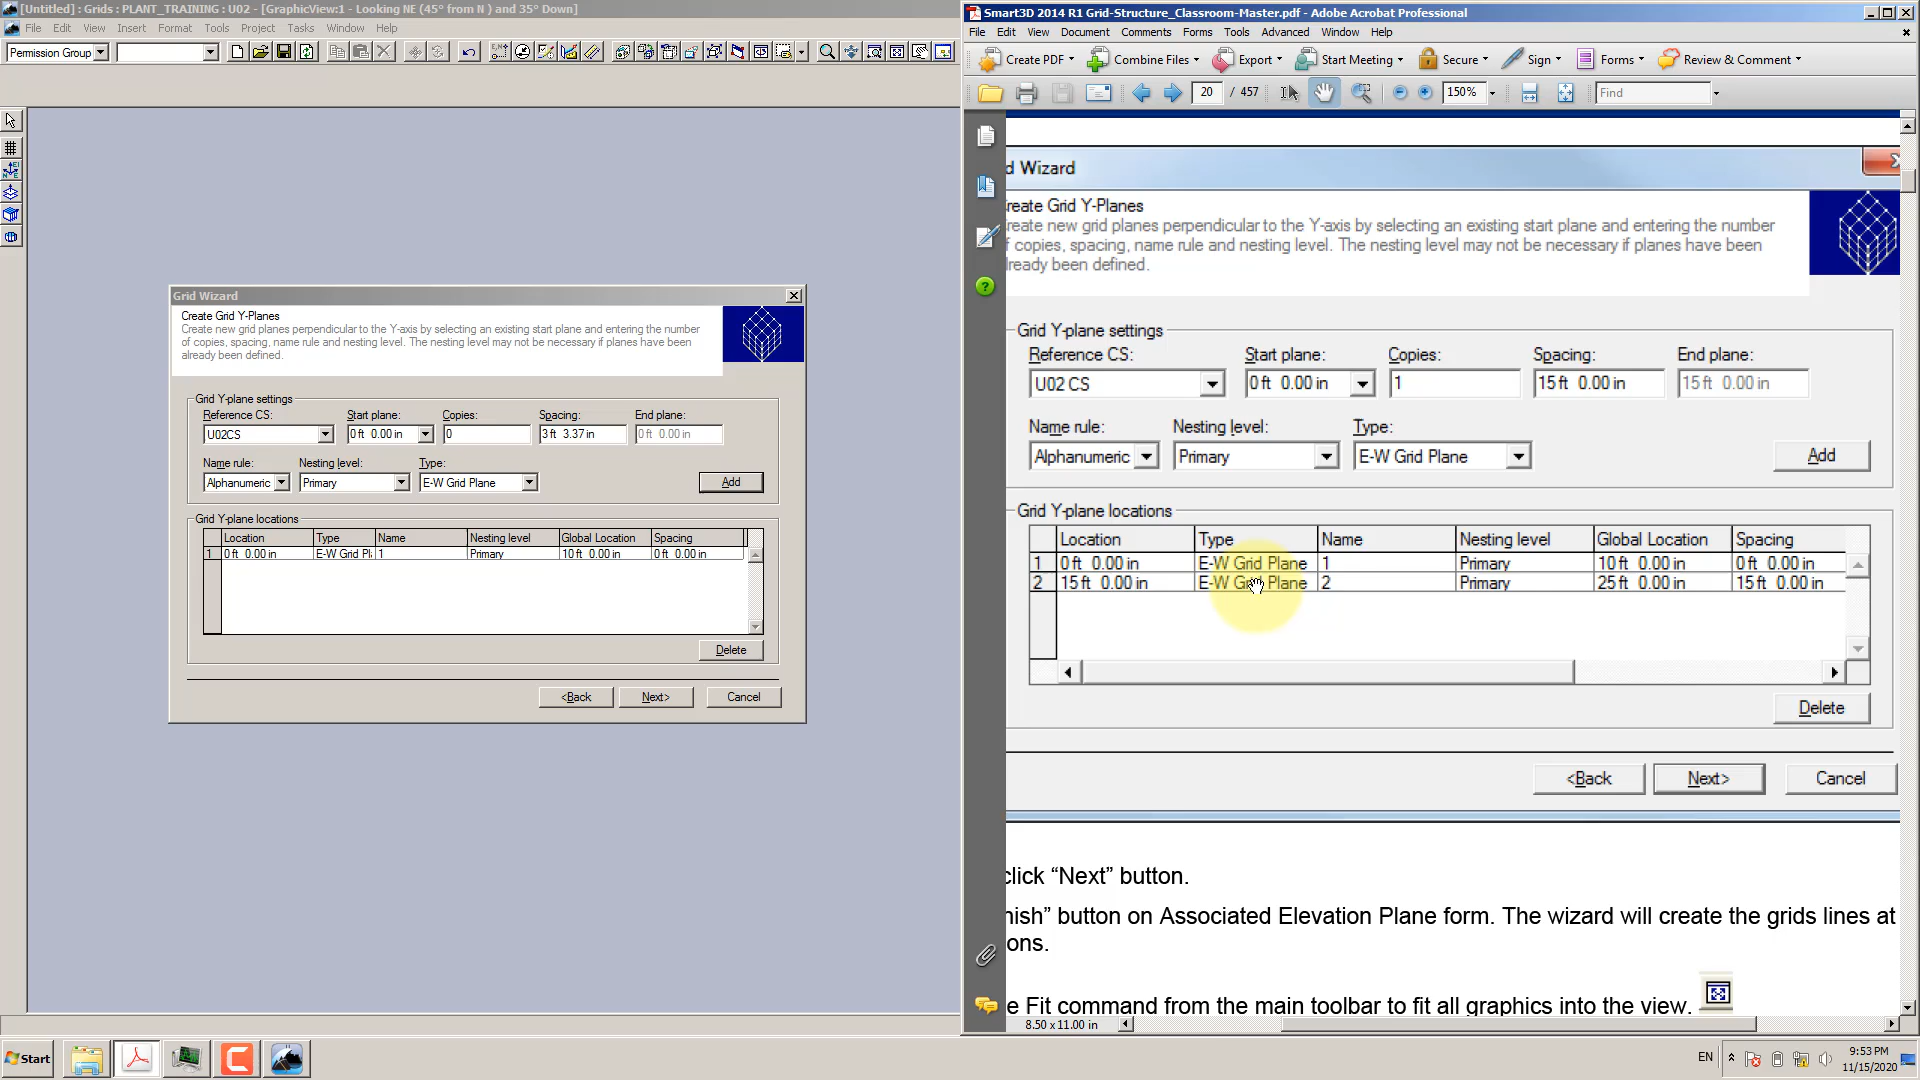 [Untitled] : Grids : PLANT_TRAINING : U02 - [GraphicView:1 - Looking NE (45° from N ) and 35° Down]
File Edit View Insert Format Tools Project Tasks Window Help
Permission Group
Grid Wizard
Create Grid Y-Planes
Create new grid planes perpendicular to the Y-axis by selecting an existing start plane and entering the number
of copies, spacing, name rule and nesting level. The nesting level may not be necessary if planes have been
already been defined.
Grid Y-plane settings
Reference CS: Start plane: Copies: Spacing: End plane:
U02CS 0 ft 0.00 in 0 3 ft 3.37 in 0 ft 0.00 in
Name rule: Nesting level: Type:
Alphanumeric Primary E-W Grid Plane Add
Grid Y-plane locations
Location Type Name Nesting level Global Location Spacing
1 0 ft 0.00 in E-W Grid Pl 1 Primary 10 ft 0.00 in 0 ft 0.00 in
Delete
<Back Next> Cancel
Start
Smart3D 2014 R1 Grid-Structure_Classroom-Master.pdf - Adobe Acrobat Professional
File Edit View Document Comments Forms Tools Advanced Window Help
Create PDF Combine Files Export Start Meeting Secure Sign Forms Review & Comment
20 / 457 150% Find
d Wizard
reate Grid Y-Planes
reate new grid planes perpendicular to the Y-axis by selecting an existing start plane and entering the number
f copies, spacing, name rule and nesting level. The nesting level may not be necessary if planes have been
lready been defined.
Grid Y-plane settings
Reference CS: Start plane: Copies: Spacing: End plane:
U02 CS 0 ft 0.00 in 1 15 ft 0.00 in 15 ft 0.00 in
Name rule: Nesting level: Type:
Alphanumeric Primary E-W Grid Plane Add
Grid Y-plane locations
Location Type Name Nesting level Global Location Spacing
1 0 ft 0.00 in E-W Grid Plane 1 Primary 10 ft 0.00 in 0 ft 0.00 in
2 15 ft 0.00 in E-W Grid Plane 2 Primary 25 ft 0.00 in 15 ft 0.00 in
Delete
<Back Next> Cancel
click “Next” button.
nish” button on Associated Elevation Plane form. The wizard will create the grids lines at
ons.
e Fit command from the main toolbar to fit all graphics into the view.
8.50 x 11.00 in
EN
9:53 PM
11/15/2020